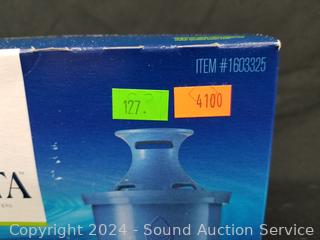 ITEM #1603325
127.
4100
TA
Copyright © 2024 - Sound Auction Service